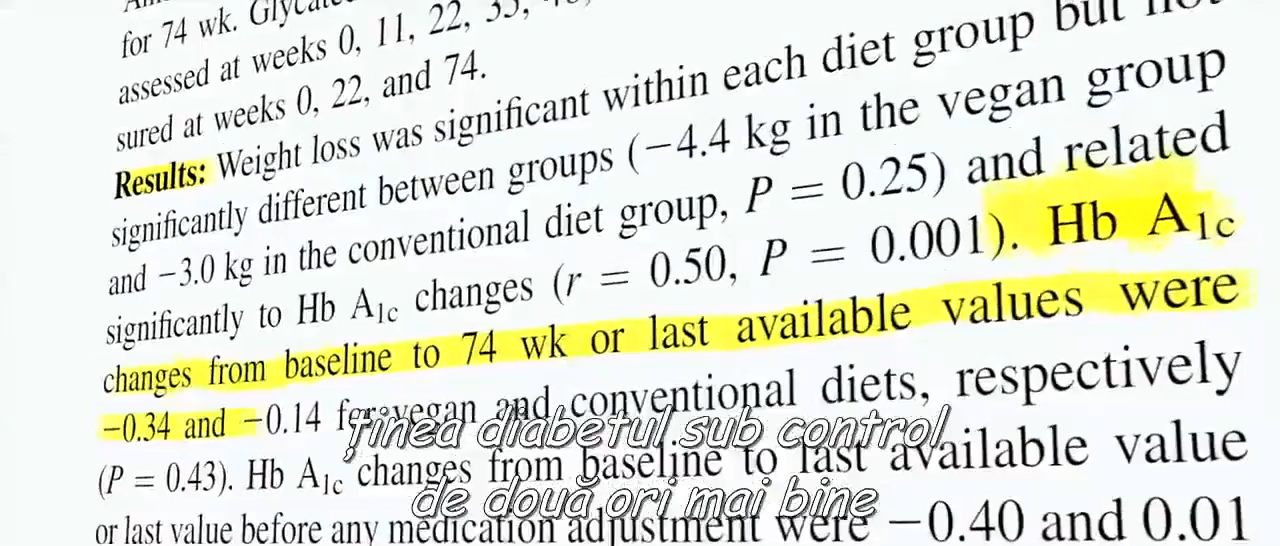 for 74 wk.
assessed at weeks 0, 11, 22, 35,
sured at weeks 0, 22, and 74.
Results: Weight loss was significant within each diet group but not
significantly different between groups (−4.4 kg in the vegan group
and −3.0 kg in the conventional diet group, P = 0.25) and related
significantly to Hb A1c changes (r = 0.50, P = 0.001). Hb A1c
changes from baseline to 74 wk or last available values were
−0.34 and −0.14 for vegan and conventional diets, respectively
(P = 0.43). Hb A1c changes from baseline to last available value
or last value before any medication adjustment were −0.40 and 0.01
ținea diabetul sub control
de două ori mai bine